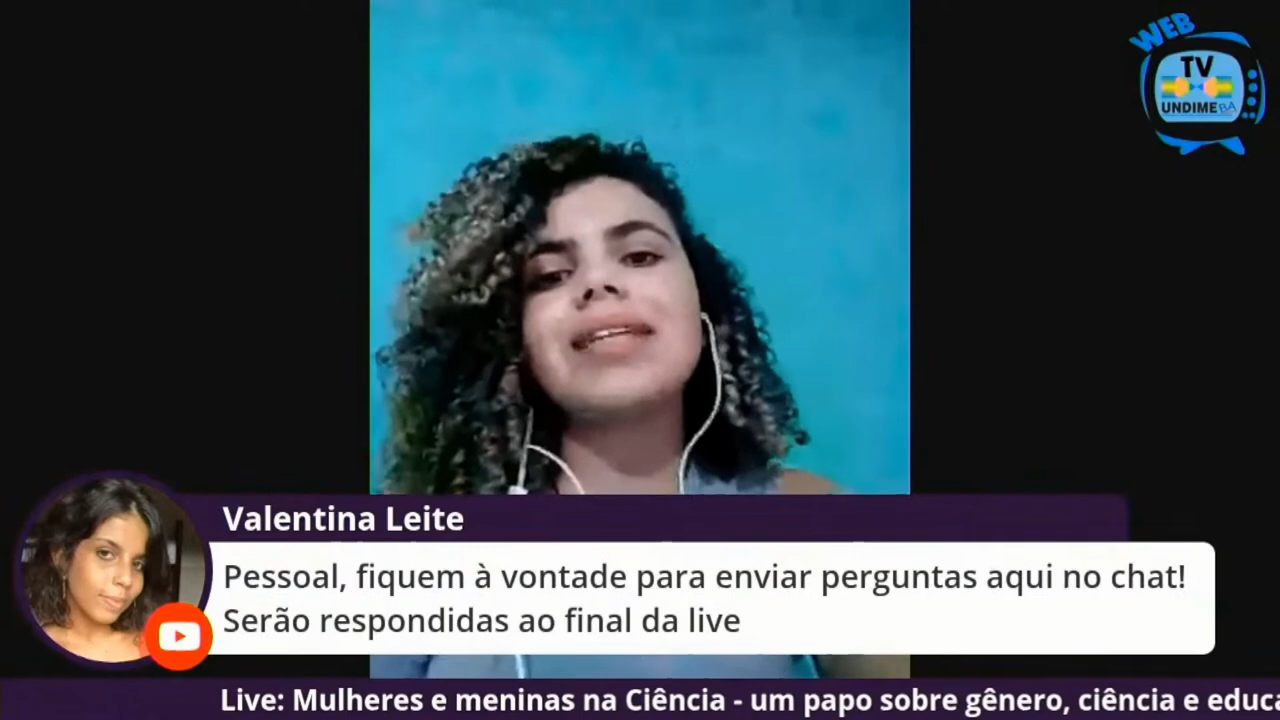 WEB
TV
UNDIME BA
Valentina Leite
Pessoal, fiquem à vontade para enviar perguntas aqui no chat!
Serão respondidas ao final da live
Live: Mulheres e meninas na Ciência - um papo sobre gênero, ciência e educa